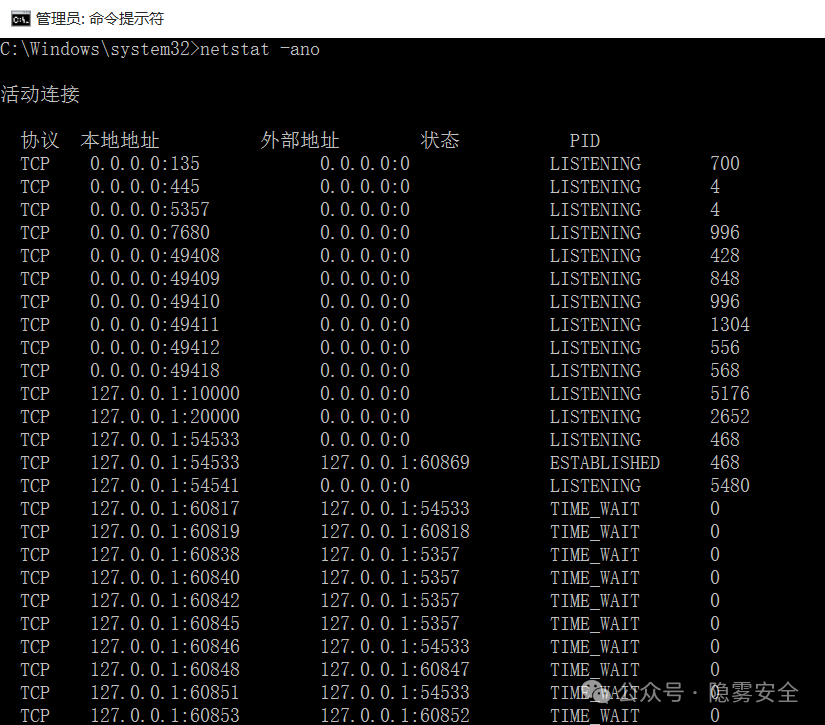 管理员: 命令提示符
C:\Windows\system32>netstat -ano
活动连接
协议 本地地址 外部地址 状态 PID
TCP 0.0.0.0:135 0.0.0.0:0 LISTENING 700
TCP 0.0.0.0:445 0.0.0.0:0 LISTENING 4
TCP 0.0.0.0:5357 0.0.0.0:0 LISTENING 4
TCP 0.0.0.0:7680 0.0.0.0:0 LISTENING 996
TCP 0.0.0.0:49408 0.0.0.0:0 LISTENING 428
TCP 0.0.0.0:49409 0.0.0.0:0 LISTENING 848
TCP 0.0.0.0:49410 0.0.0.0:0 LISTENING 996
TCP 0.0.0.0:49411 0.0.0.0:0 LISTENING 1304
TCP 0.0.0.0:49412 0.0.0.0:0 LISTENING 556
TCP 0.0.0.0:49418 0.0.0.0:0 LISTENING 568
TCP 127.0.0.1:10000 0.0.0.0:0 LISTENING 5176
TCP 127.0.0.1:20000 0.0.0.0:0 LISTENING 2652
TCP 127.0.0.1:54533 0.0.0.0:0 LISTENING 468
TCP 127.0.0.1:54533 127.0.0.1:60869 ESTABLISHED 468
TCP 127.0.0.1:54541 0.0.0.0:0 LISTENING 5480
TCP 127.0.0.1:60817 127.0.0.1:54533 TIME_WAIT 0
TCP 127.0.0.1:60819 127.0.0.1:60818 TIME_WAIT 0
TCP 127.0.0.1:60838 127.0.0.1:5357 TIME_WAIT 0
TCP 127.0.0.1:60840 127.0.0.1:5357 TIME_WAIT 0
TCP 127.0.0.1:60842 127.0.0.1:5357 TIME_WAIT 0
TCP 127.0.0.1:60845 127.0.0.1:5357 TIME_WAIT 0
TCP 127.0.0.1:60846 127.0.0.1:54533 TIME_WAIT 0
TCP 127.0.0.1:60848 127.0.0.1:60847 TIME_WAIT 0
TCP 127.0.0.1:60851 127.0.0.1:54533 TIME_WAIT 0
公众号 · 隐雾安全
TCP 127.0.0.1:60853 127.0.0.1:60852 TIME_WAIT 0